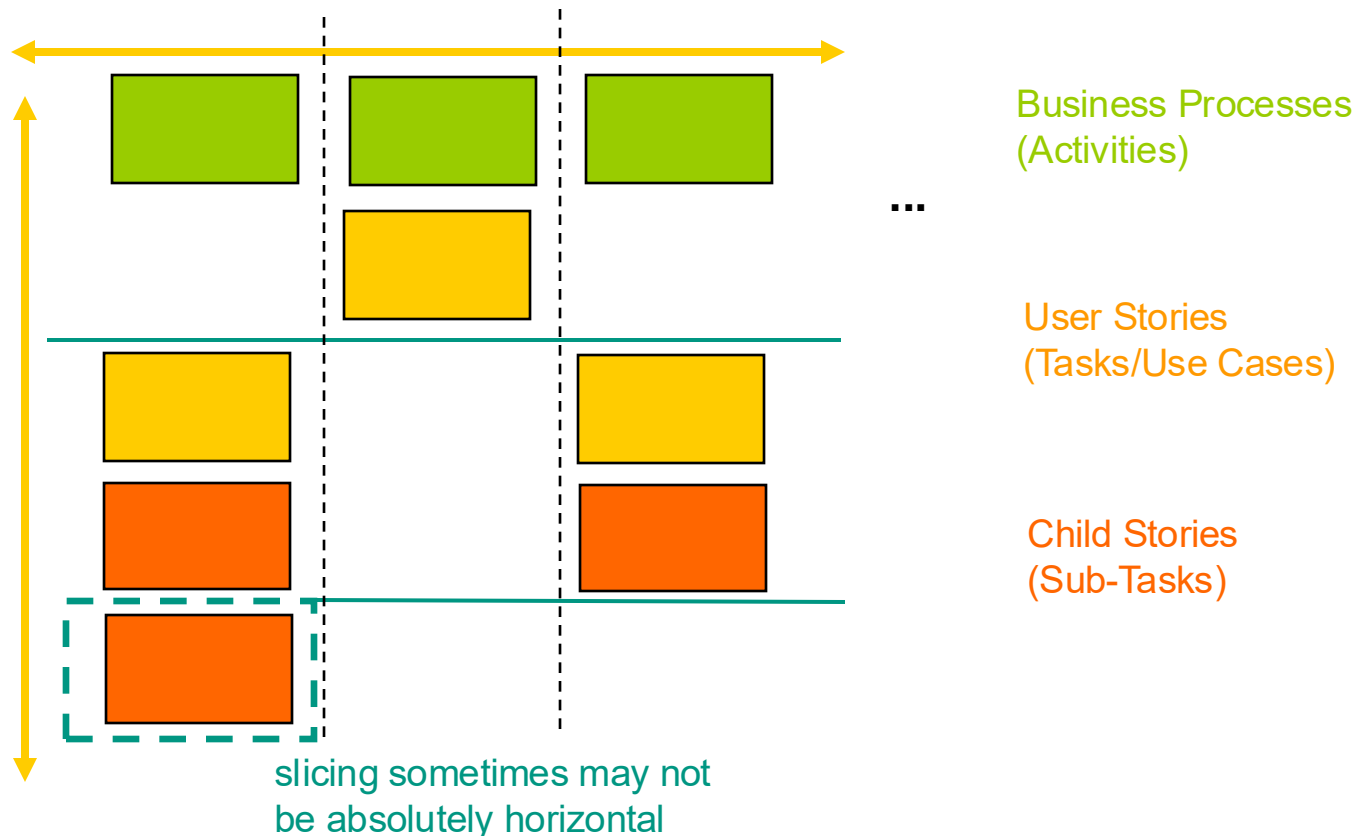 Business Processes
(Activities)
...
User Stories
(Tasks/Use Cases)
Child Stories
(Sub-Tasks)
slicing sometimes may not
be absolutely horizontal